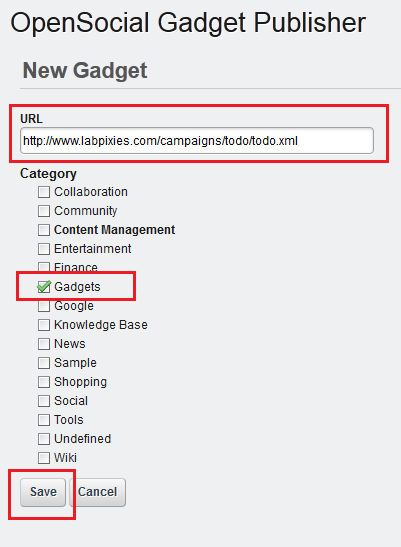 OpenSocial Gadget Publisher
New Gadget
URL
http://www.labpixies.com/campaigns/todo/todo.xml
Category
Collaboration
Community
Content Management
Entertainment
Finance
Gadgets
Google
Knowledge Base
News
Sample
Shopping
Social
Tools
Undefined
Wiki
Save Cancel